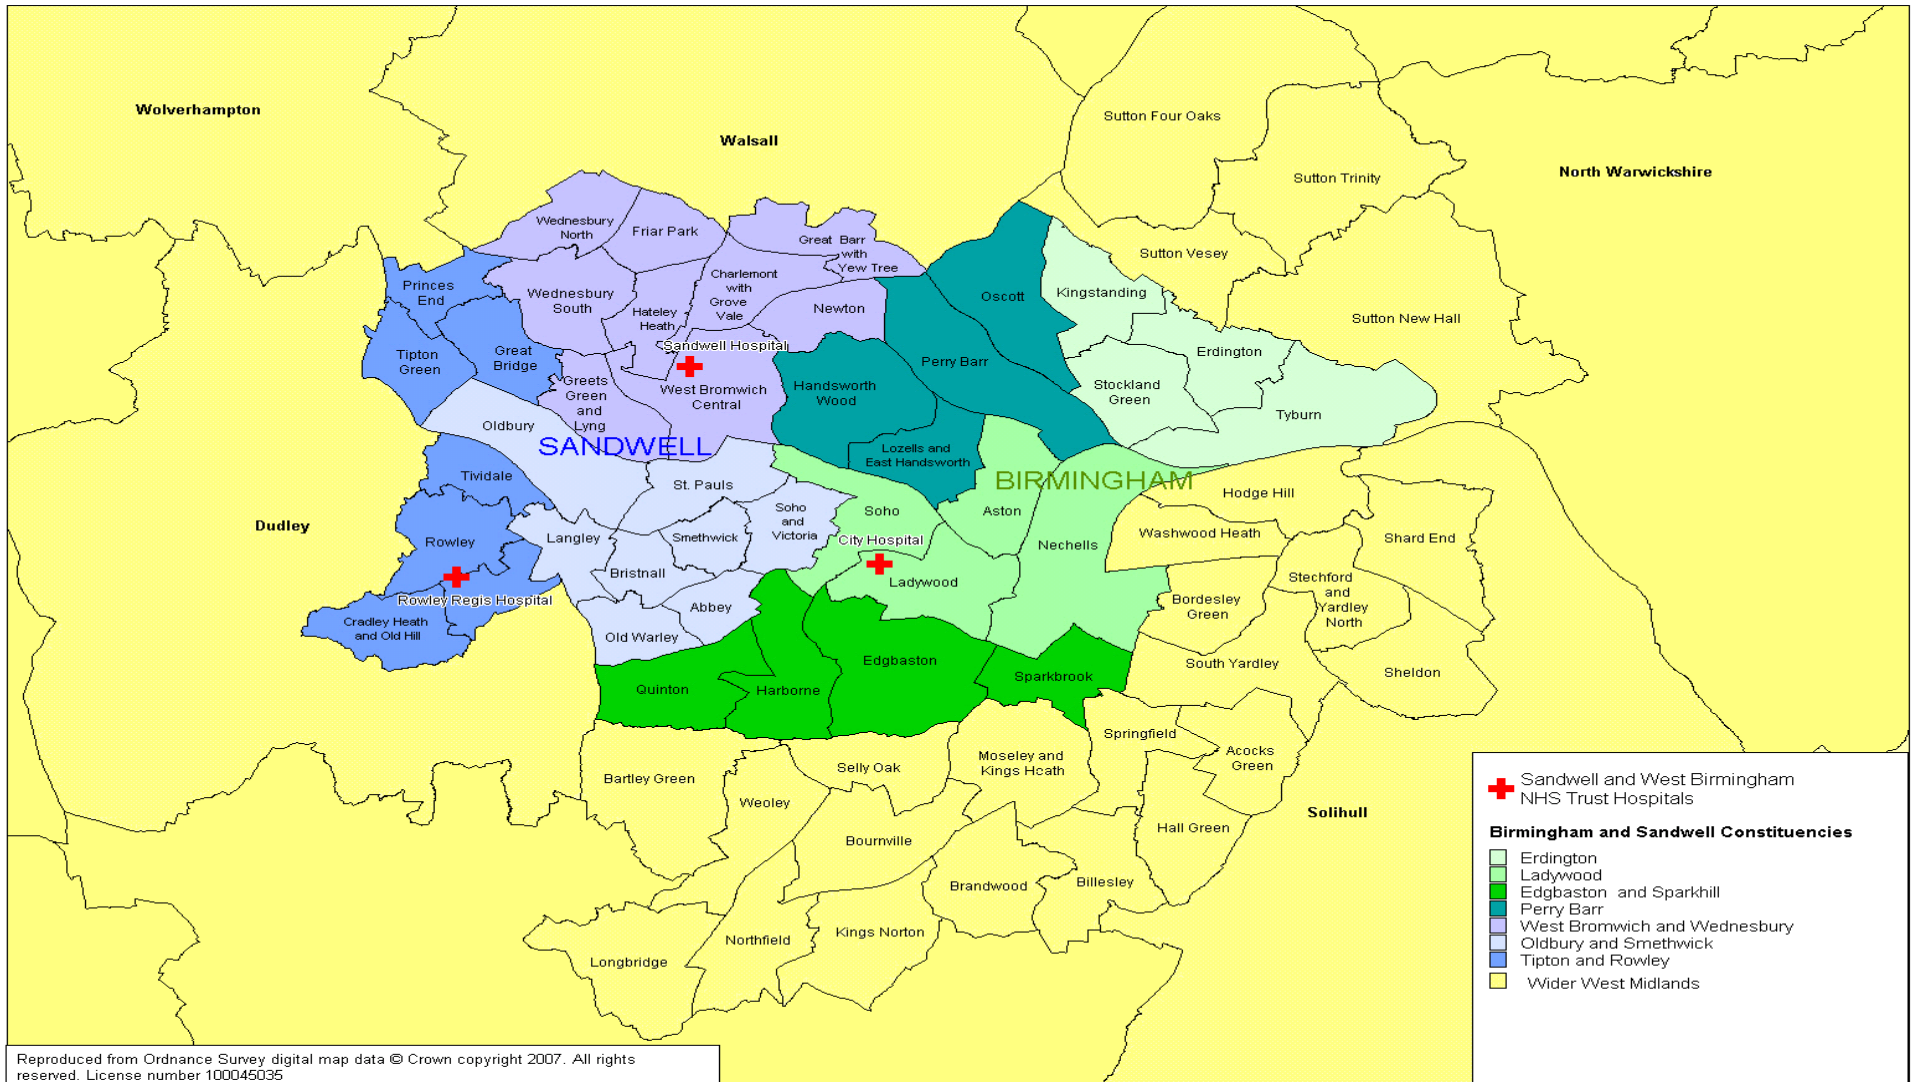 Wolverhampton
Walsall
Sutton Four Oaks
North Warwickshire
Sutton Trinity
Wednesbury
North
Friar Park
Great Barr
with
Yew Tree
Sutton Vesey
Princes
End
Wednesbury
South
Charlemont
with
Grove
Vale
Newton
Oscott
Kingstanding
Hateley
Heath
Sutton New Hall
Sandwell Hospital
Tipton
Green
Great
Bridge
Perry Barr
Erdington
Greets
Green
and
Lyng
West Bromwich
Central
Handsworth
Wood
Stockland
Green
Tyburn
Oldbury
SANDWELL
Lozells and
East Handsworth
Tividale
St. Pauls
BIRMINGHAM
Hodge Hill
Dudley
Soho
and
Victoria
Soho
Aston
Rowley
Langley
Smethwick
City Hospital
Nechells
Washwood Heath
Shard End
Bristnall
Ladywood
Stechford
and
Yardley
North
Rowley Regis Hospital
Abbey
Bordesley
Green
Cradley Heath
and Old Hill
Old Warley
Edgbaston
South Yardley
Sheldon
Quinton
Harborne
Sparkbrook
Springfield
Acocks
Green
Bartley Green
Selly Oak
Moseley and
Kings Hcath
Weoley
Solihull
Bournville
Hall Green
Brandwood
Billesley
Northfield
Kings Norton
Longbridge
Sandwell and West Birmingham
NHS Trust Hospitals
Birmingham and Sandwell Constituencies
Erdington
Ladywood
Edgbaston and Sparkhill
Perry Barr
West Bromwich and Wednesbury
Oldbury and Smethwick
Tipton and Rowley
Wider West Midlands
Reproduced from Ordnance Survey digital map data © Crown copyright 2007. All rights
reserved. License number 100045035